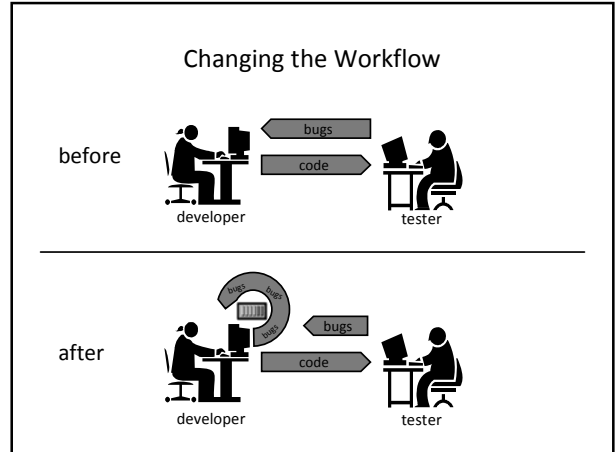 Changing the Workflow
before
bugs
code
developer
tester
after
bugs
bugs
bugs
bugs
code
developer
tester